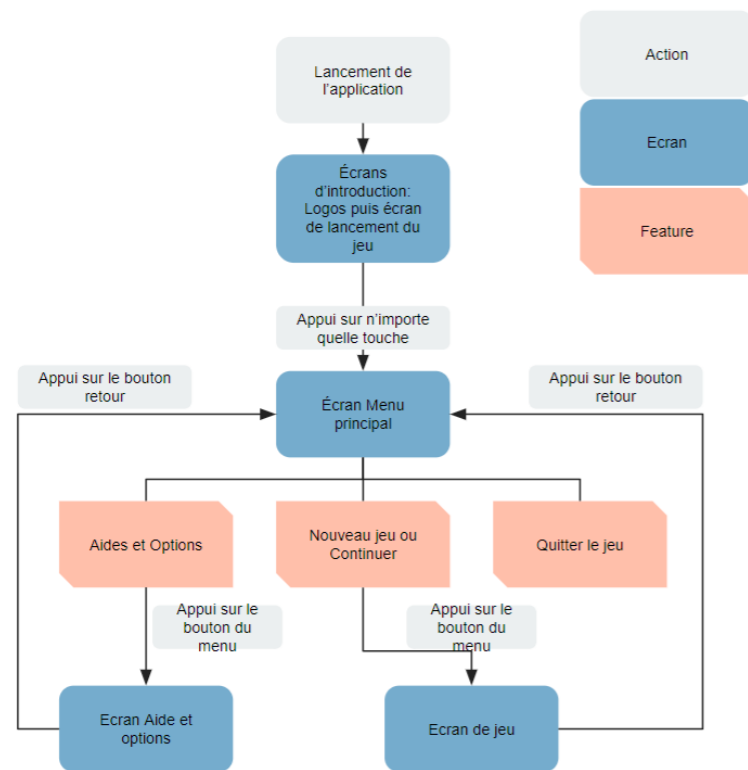 Lancement de
l'application
Action
Écrans
d'introduction:
Logos puis écran
de lancement du
jeu
Ecran
Feature
Appui sur n'importe
quelle touche
Appui sur le bouton
retour
Écran Menu
principal
Appui sur le bouton
retour
Aides et Options
Nouveau jeu ou
Continuer
Quitter le jeu
Appui sur le
bouton du
menu
Appui sur le
bouton du
menu
Ecran Aide et
options
Ecran de jeu